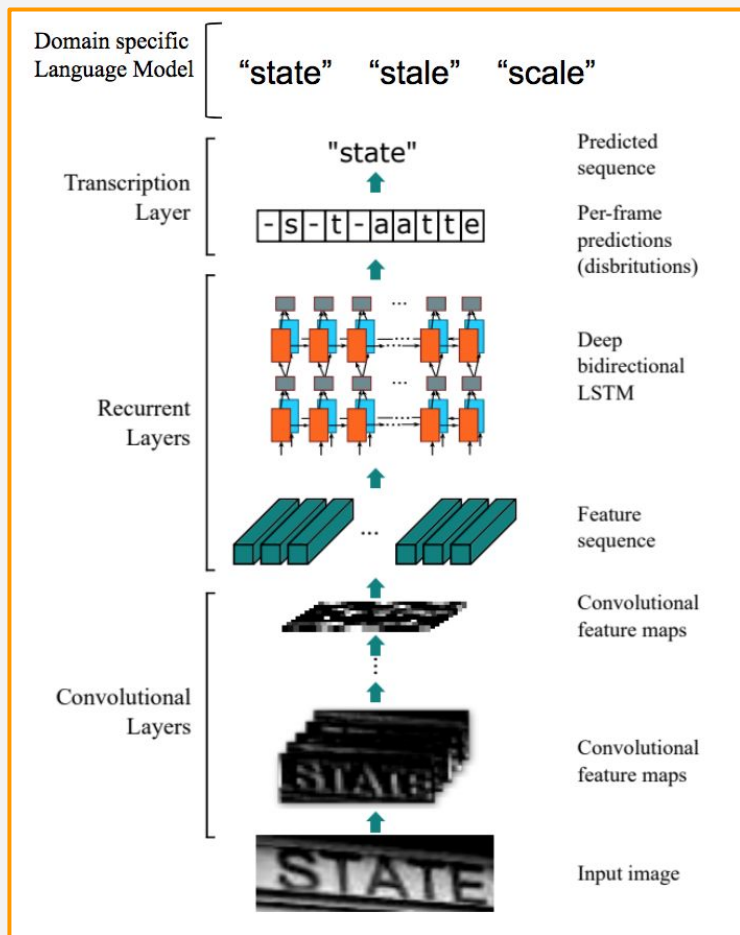 Domain specific
Language Model
“state” “stale” “scale”
Transcription
Layer
"state"
Predicted
sequence
-s-t-aatte
Per-frame
predictions
(disbritutions)
Recurrent
Layers
...
...
...
...
Deep
bidirectional
LSTM
...
Feature
sequence
Convolutional
Layers
Convolutional
feature maps
STATE
Convolutional
feature maps
STATE
Input image